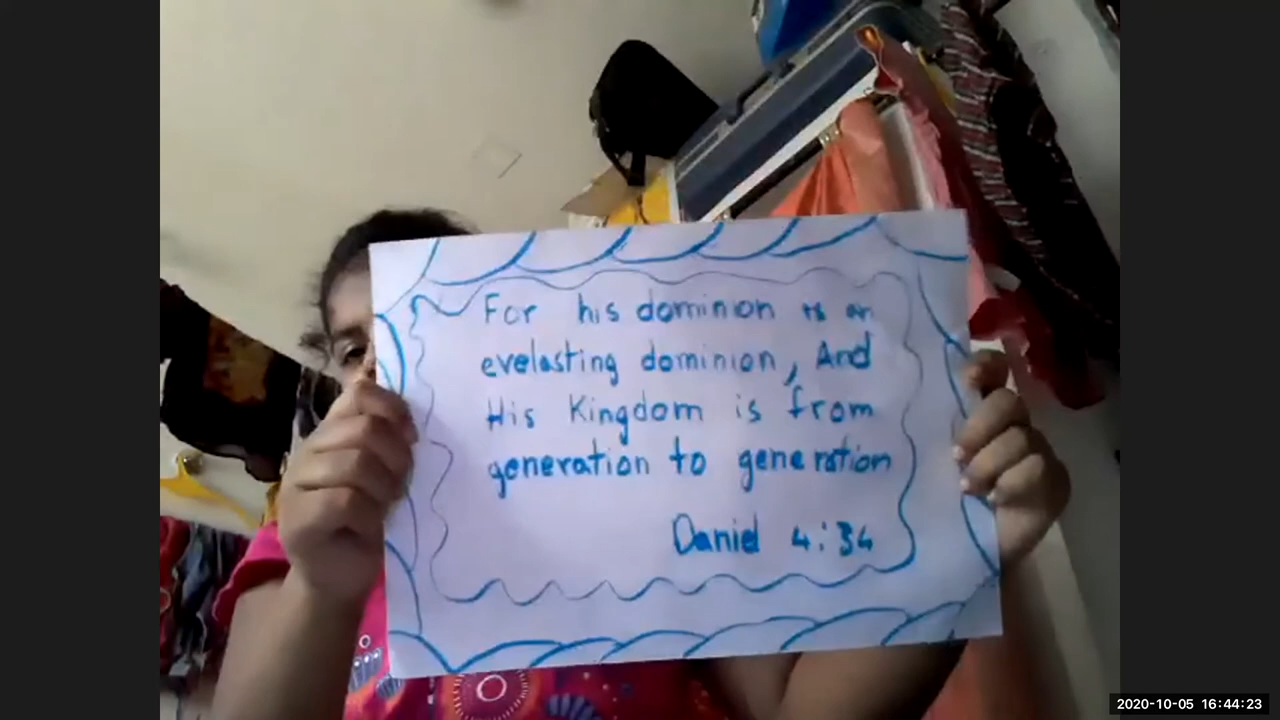 For his dominion is an
evelasting dominion, And
His Kingdom is from
generation to generation
Daniel 4:34
2020-10-05 16:44:23